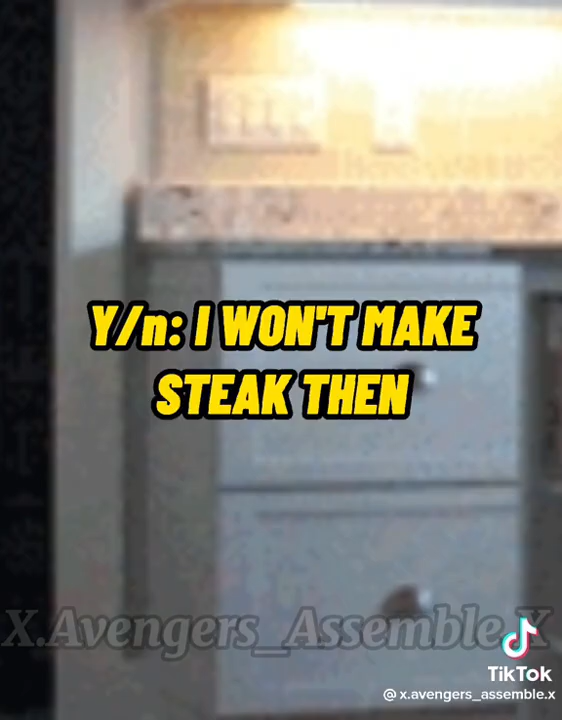 Y/n: I WON'T MAKE
STEAK THEN
X.Avengers_Assemble.X
TikTok
@ x.avengers_assemble.x